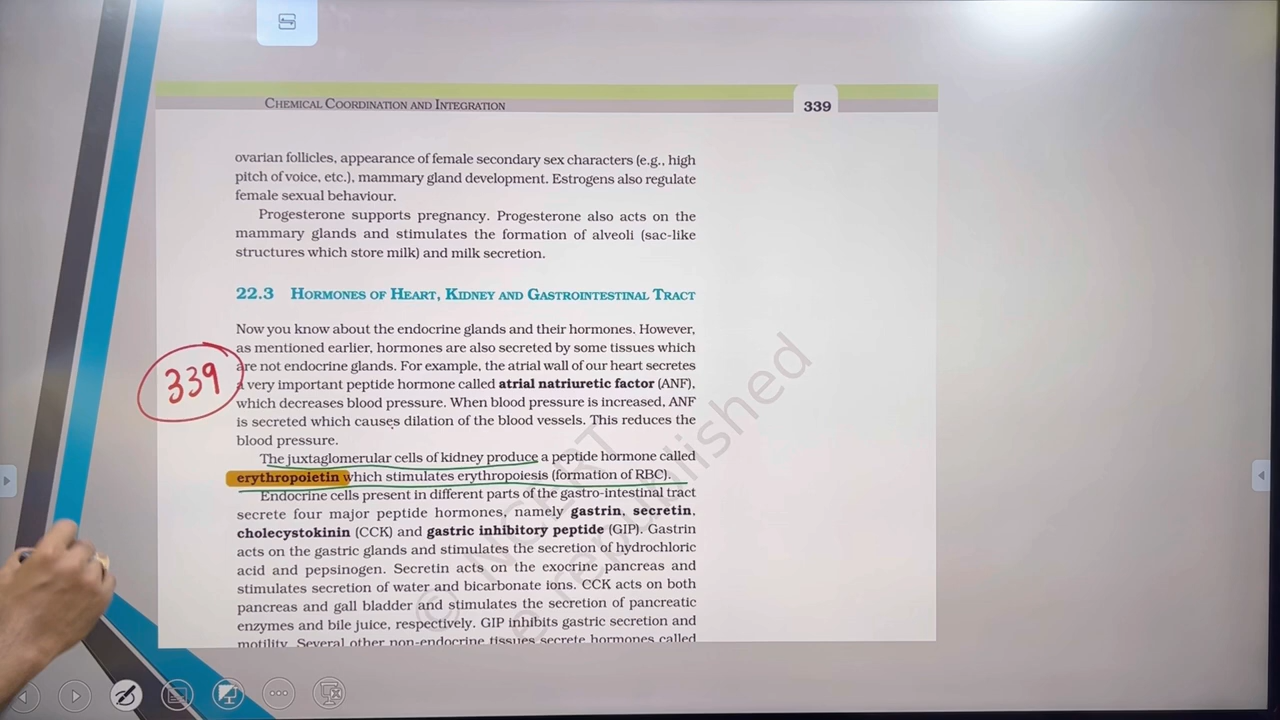 CHEMICAL COORDINATION AND INTEGRATION
339
ovarian follicles, appearance of female secondary sex characters (e.g., high
pitch of voice, etc.), mammary gland development. Estrogens also regulate
female sexual behaviour.
Progesterone supports pregnancy. Progesterone also acts on the
mammary glands and stimulates the formation of alveoli (sac-like
structures which store milk) and milk secretion.
22.3 HORMONES OF HEART, KIDNEY AND GASTROINTESTINAL TRACT
Now you know about the endocrine glands and their hormones. However,
as mentioned earlier, hormones are also secreted by some tissues which
are not endocrine glands. For example, the atrial wall of our heart secretes
a very important peptide hormone called atrial natriuretic factor (ANF),
which decreases blood pressure. When blood pressure is increased, ANF
is secreted which causes dilation of the blood vessels. This reduces the
blood pressure.
339
The juxtaglomerular cells of kidney produce a peptide hormone called
erythropoietin which stimulates erythropoiesis (formation of RBC).
Endocrine cells present in different parts of the gastro-intestinal tract
secrete four major peptide hormones, namely gastrin, secretin,
cholecystokinin (CCK) and gastric inhibitory peptide (GIP). Gastrin
acts on the gastric glands and stimulates the secretion of hydrochloric
acid and pepsinogen. Secretin acts on the exocrine pancreas and
stimulates secretion of water and bicarbonate ions. CCK acts on both
pancreas and gall bladder and stimulates the secretion of pancreatic
enzymes and bile juice, respectively. GIP inhibits gastric secretion and
motility. Several other non-endocrine tissues secrete hormones called
© NCERT
republished